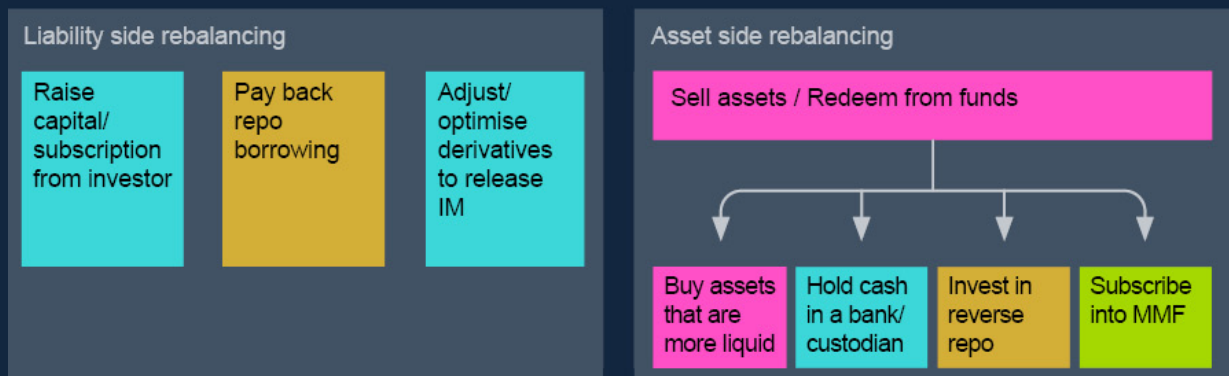 Liability side rebalancing
Raise
capital/
subscription
from investor
Pay back
repo
borrowing
Adjust/
optimise
derivatives
to release
IM
Asset side rebalancing
Sell assets / Redeem from funds
Buy assets
that are
more liquid
Hold cash
in a bank/
custodian
Invest in
reverse
repo
Subscribe
into MMF